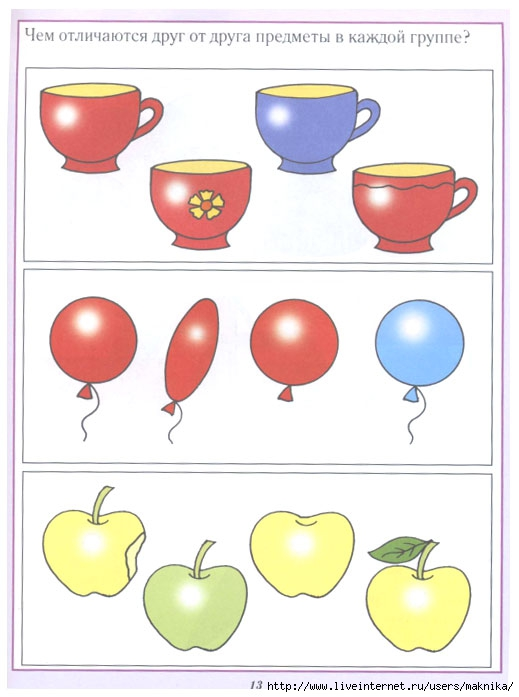 Чем отличаются друг от друга предметы в каждой группе?
13 http://www.liveinternet.ru/users/maknika/